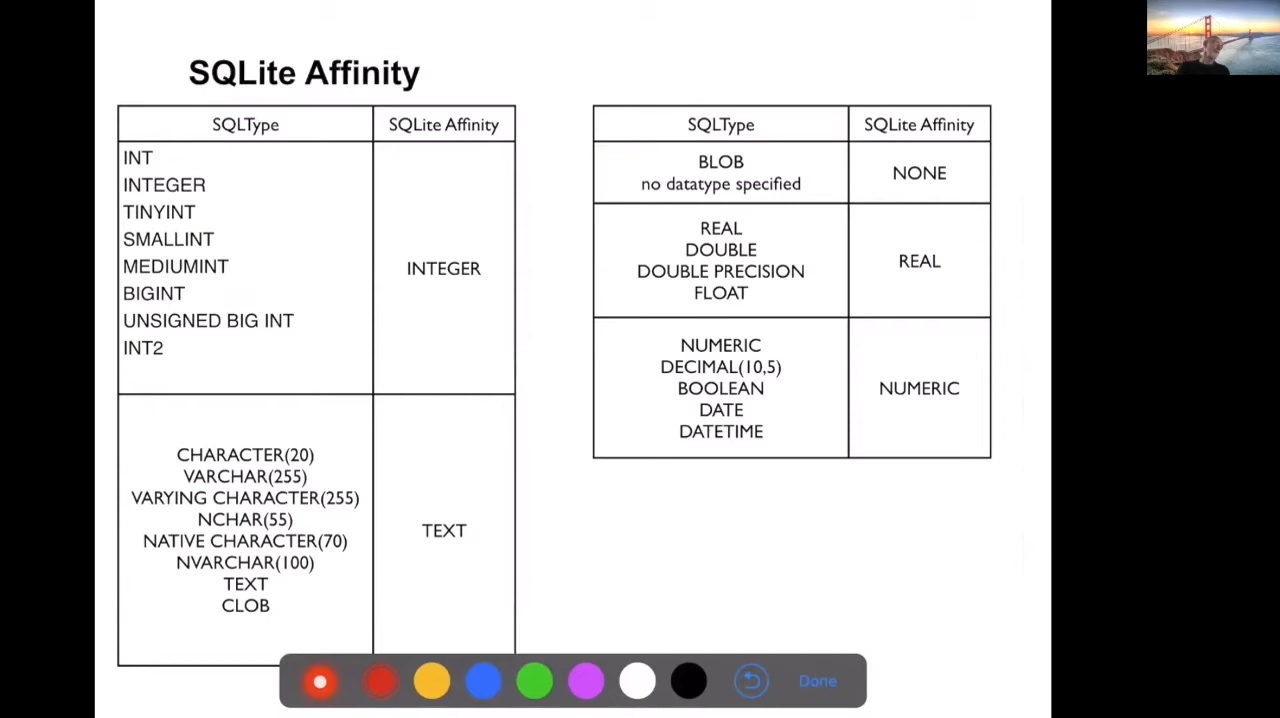 SQLite Affinity
SQLType
SQLite Affinity
INT
INTEGER
TINYINT
SMALLINT
MEDIUMINT
BIGINT
UNSIGNED BIG INT
INT2
INTEGER
CHARACTER(20)
VARCHAR(255)
VARYING CHARACTER(255)
NCHAR(55)
NATIVE CHARACTER(70)
NVARCHAR(100)
TEXT
CLOB
TEXT
SQLType
SQLite Affinity
BLOB
no datatype specified
NONE
REAL
DOUBLE
DOUBLE PRECISION
FLOAT
REAL
NUMERIC
DECIMAL(10,5)
BOOLEAN
DATE
DATETIME
NUMERIC
Done